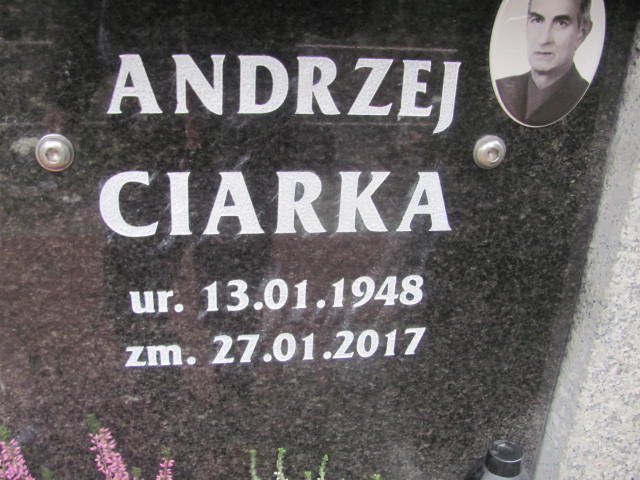 ANDRZEJ
CIARKA
ur. 13.01.1948
zm. 27.01.2017